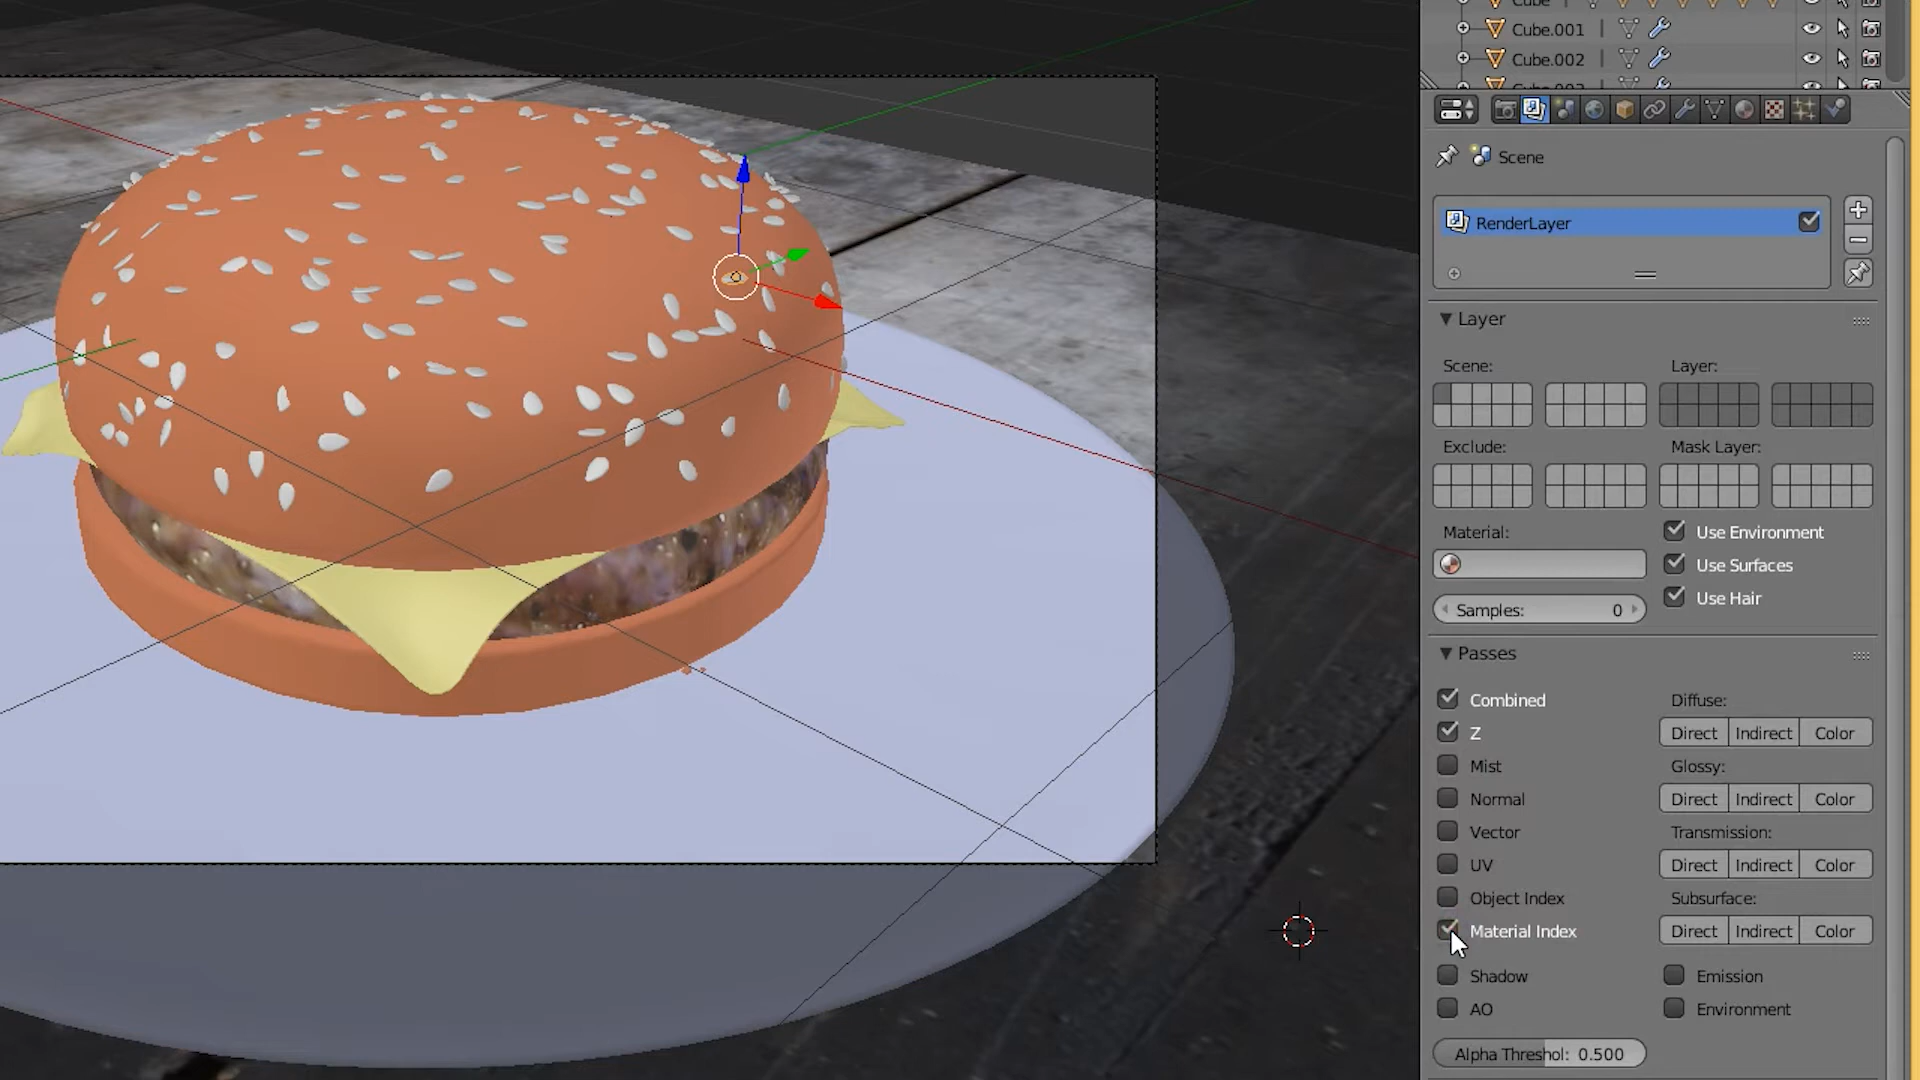 Cube
Cube.001
Cube.002
Scene
RenderLayer
Layer
Scene: Layer:
Exclude: Mask Layer:
Material: Use Environment
Use Surfaces
Samples: 0 Use Hair
Passes
Combined Diffuse:
Z Direct Indirect Color
Mist Glossy:
Normal Direct Indirect Color
Vector Transmission:
UV Direct Indirect Color
Object Index Subsurface:
Material Index Direct Indirect Color
Shadow Emission
AO Environment
Alpha Threshol: 0.500